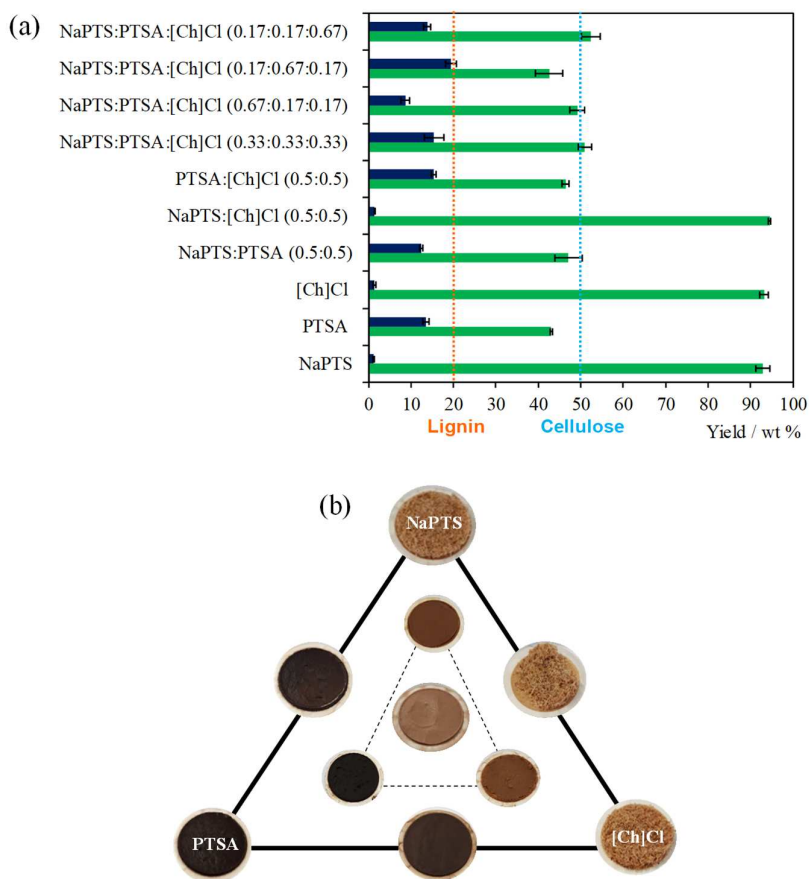 (a)
NaPTS:PTSA:[Ch]Cl (0.17:0.17:0.67)
NaPTS:PTSA:[Ch]Cl (0.17:0.67:0.17)
NaPTS:PTSA:[Ch]Cl (0.67:0.17:0.17)
NaPTS:PTSA:[Ch]Cl (0.33:0.33:0.33)
PTSA:[Ch]Cl (0.5:0.5)
NaPTS:[Ch]Cl (0.5:0.5)
NaPTS:PTSA (0.5:0.5)
[Ch]Cl
PTSA
NaPTS
0 10 20 30 40 50 60 70 80 90 100
Lignin Cellulose Yield / wt %
(b)
NaPTS
PTSA
[Ch]Cl